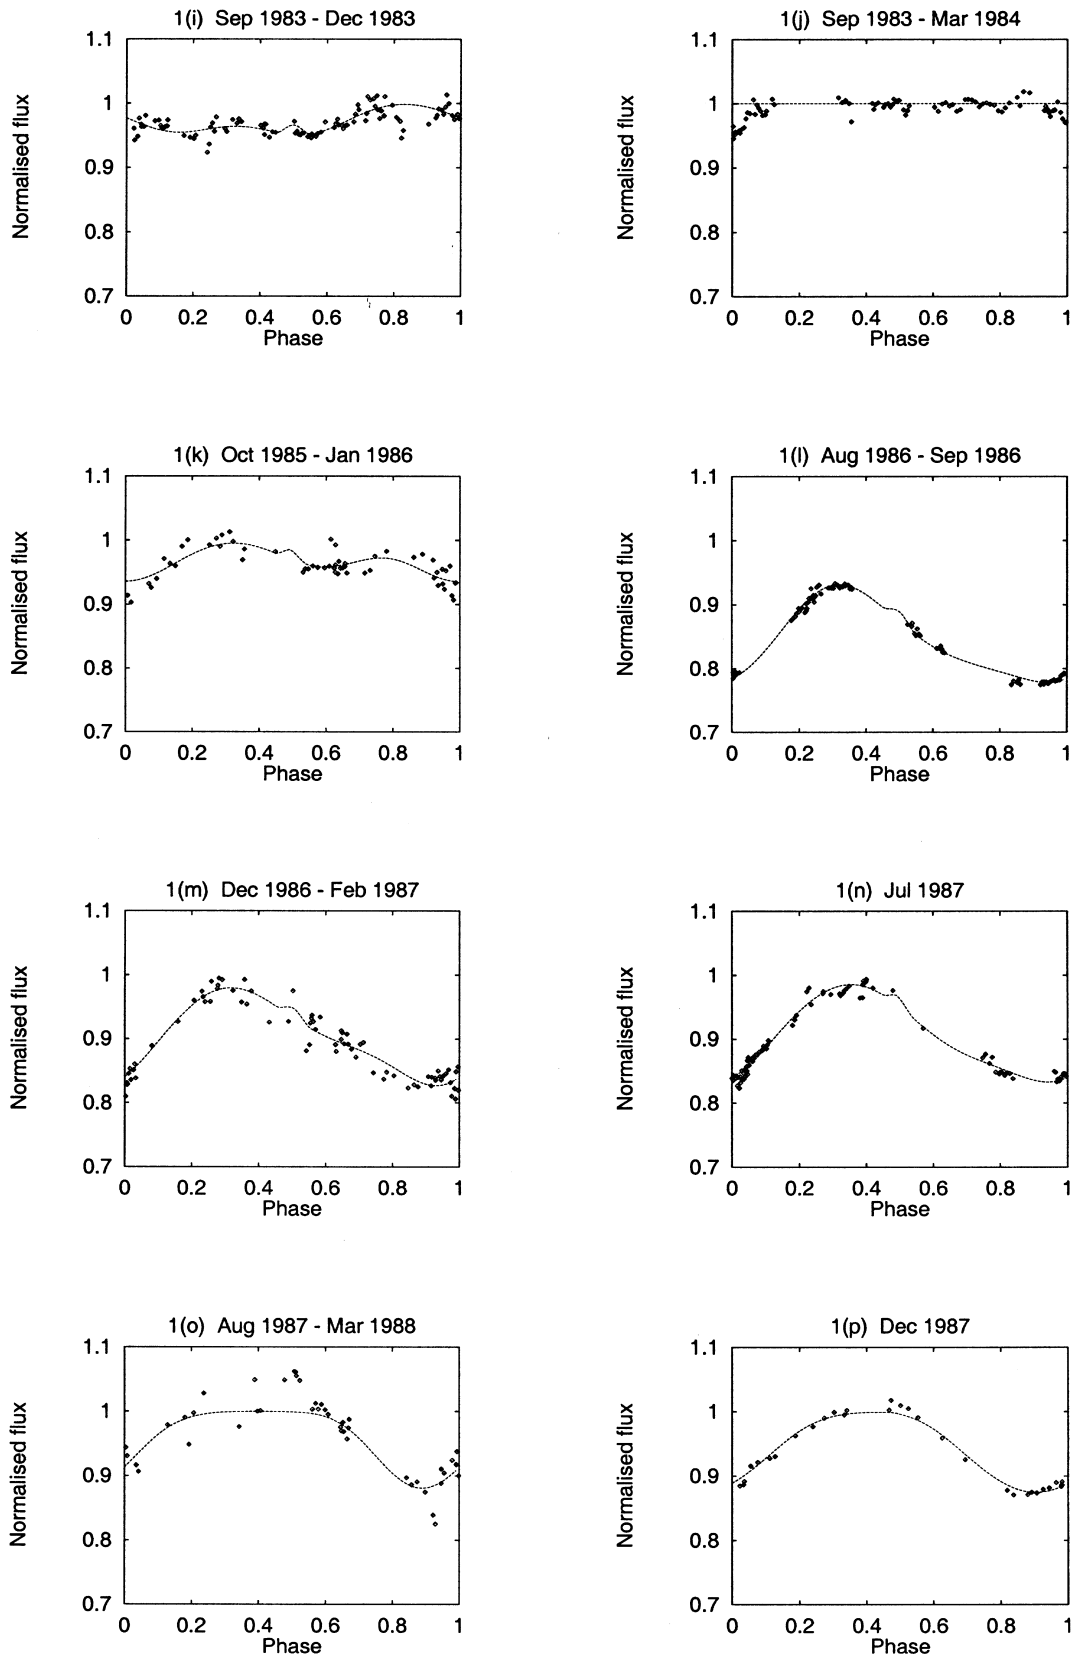 1(i) Sep 1983 - Dec 1983
Normalised flux
1.1
1
0.9
0.8
0.7
0 0.2 0.4 0.6 0.8 1
Phase
1(j) Sep 1983 - Mar 1984
Normalised flux
1.1
1
0.9
0.8
0.7
0 0.2 0.4 0.6 0.8 1
Phase
1(k) Oct 1985 - Jan 1986
Normalised flux
1.1
1
0.9
0.8
0.7
0 0.2 0.4 0.6 0.8 1
Phase
1(l) Aug 1986 - Sep 1986
Normalised flux
1.1
1
0.9
0.8
0.7
0 0.2 0.4 0.6 0.8 1
Phase
1(m) Dec 1986 - Feb 1987
Normalised flux
1.1
1
0.9
0.8
0.7
0 0.2 0.4 0.6 0.8 1
Phase
1(n) Jul 1987
Normalised flux
1.1
1
0.9
0.8
0.7
0 0.2 0.4 0.6 0.8 1
Phase
1(o) Aug 1987 - Mar 1988
Normalised flux
1.1
1
0.9
0.8
0.7
0 0.2 0.4 0.6 0.8 1
Phase
1(p) Dec 1987
Normalised flux
1.1
1
0.9
0.8
0.7
0 0.2 0.4 0.6 0.8 1
Phase